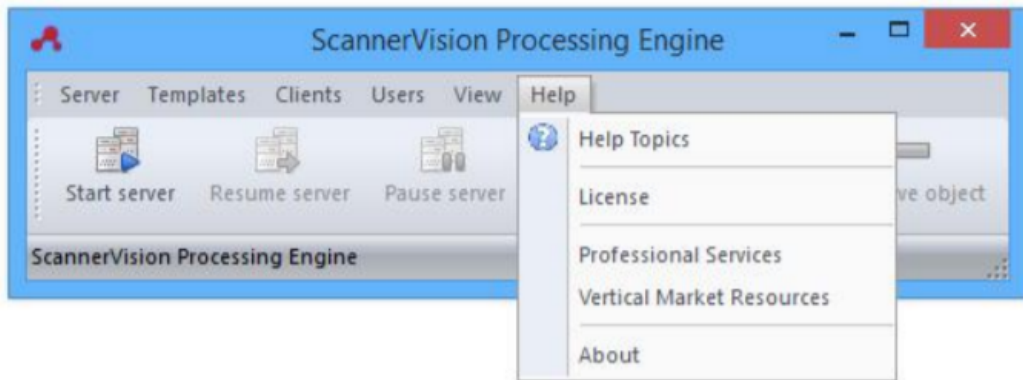 ScannerVision Processing Engine
Server Templates Clients Users View Help
Start server Resume server Pause server object
ScannerVision Processing Engine
Help Topics
License
Professional Services
Vertical Market Resources
About